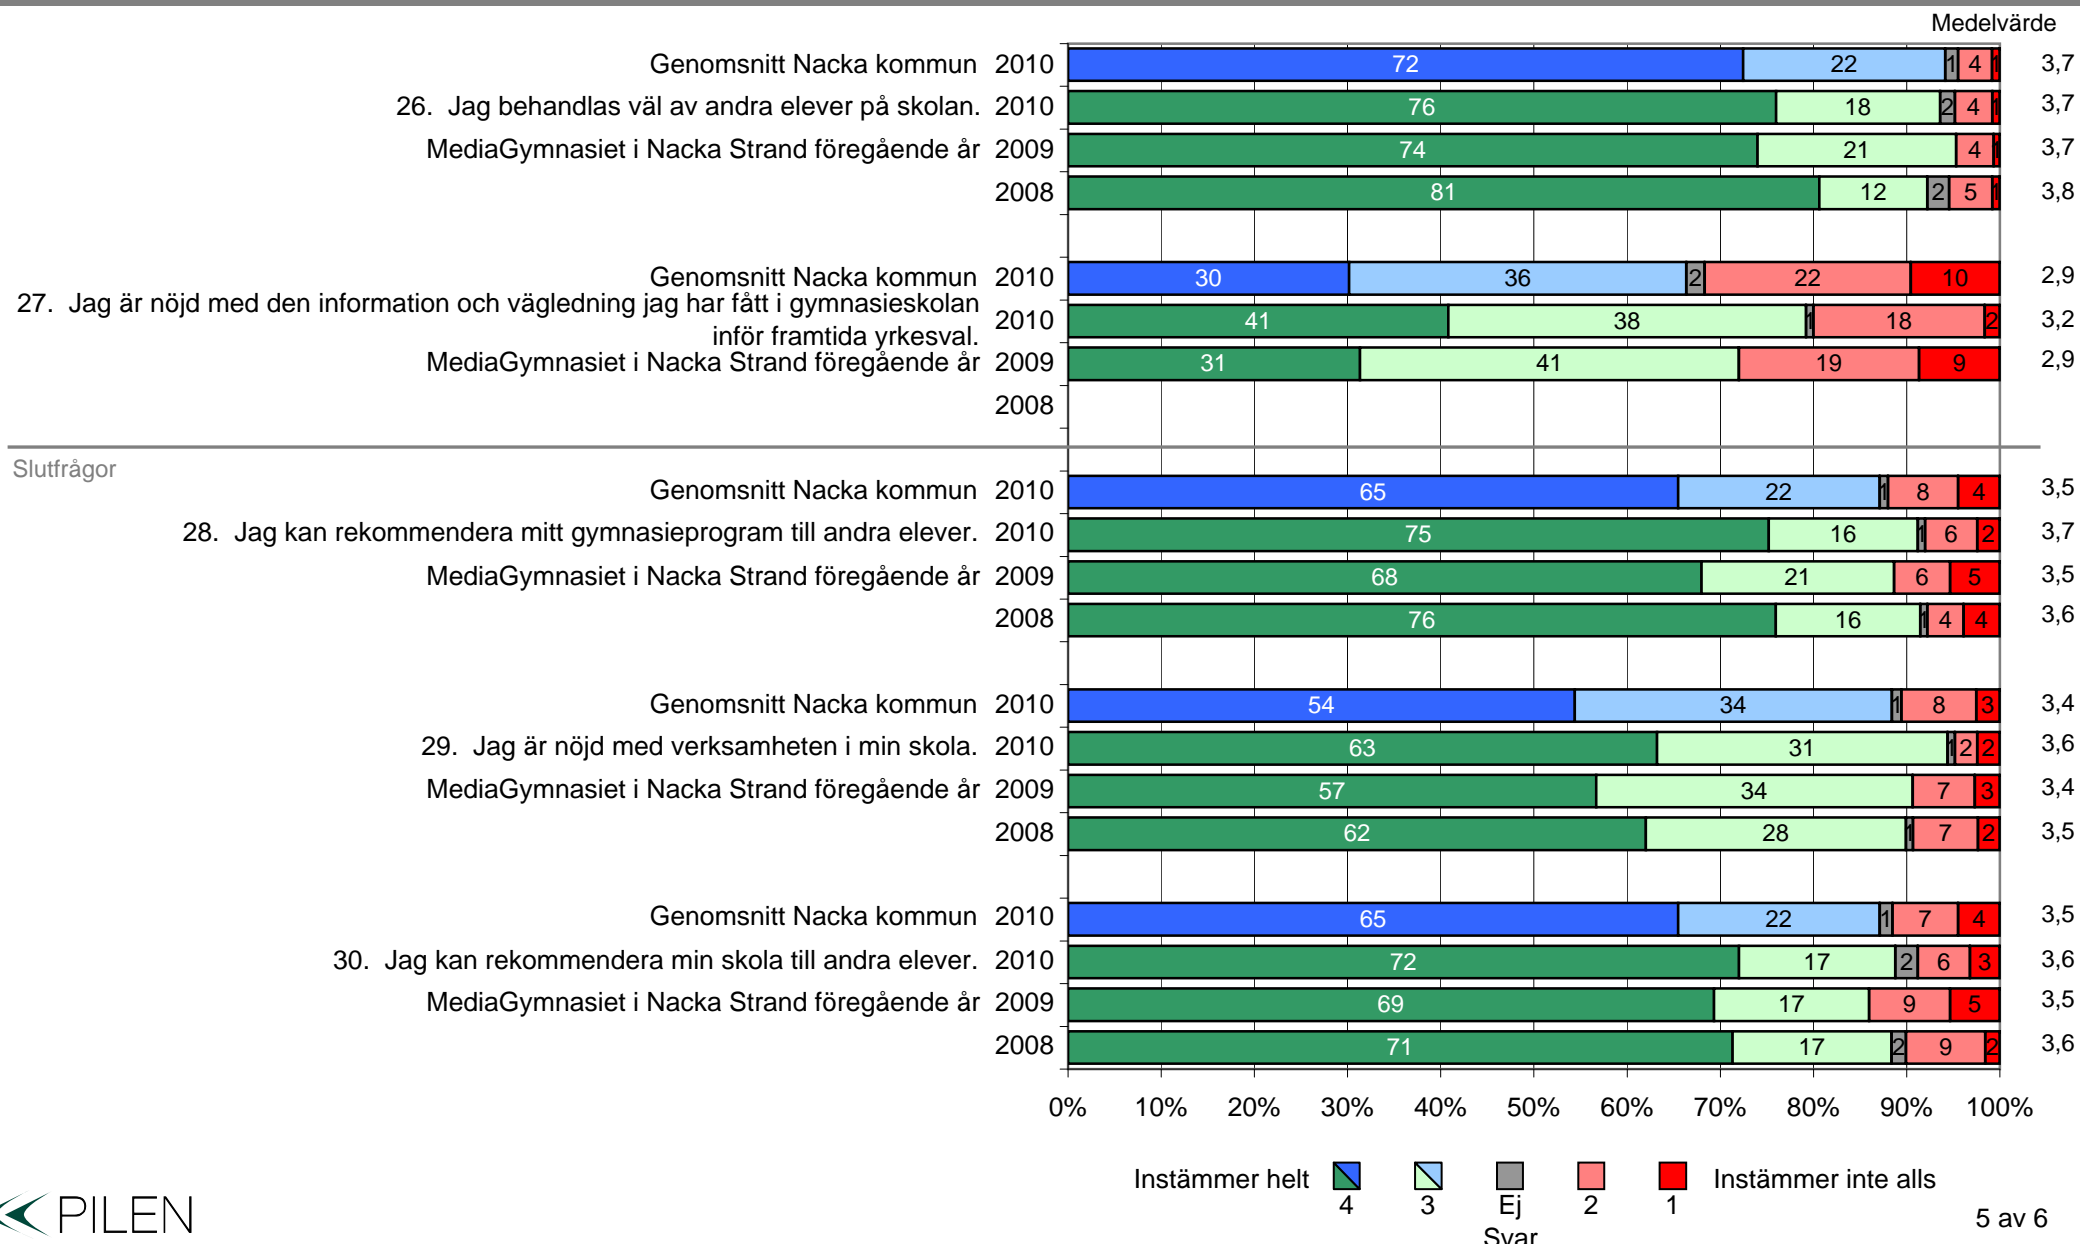 Medelvärde
Genomsnitt Nacka kommun 2010 72 22 1 4 1 3,7
26. Jag behandlas väl av andra elever på skolan. 2010 76 18 2 4 1 3,7
MediaGymnasiet i Nacka Strand föregående år 2009 74 21 4 1 3,7
2008 81 12 2 5 1 3,8
Genomsnitt Nacka kommun 2010 30 36 2 22 10 2,9
27. Jag är nöjd med den information och vägledning jag har fått i gymnasieskolan
inför framtida yrkesval. 2010 41 38 1 18 2 3,2
MediaGymnasiet i Nacka Strand föregående år 2009 31 41 19 9 2,9
2008
Slutfrågor
Genomsnitt Nacka kommun 2010 65 22 1 8 4 3,5
28. Jag kan rekommendera mitt gymnasieprogram till andra elever. 2010 75 16 1 6 2 3,7
MediaGymnasiet i Nacka Strand föregående år 2009 68 21 6 5 3,5
2008 76 16 1 4 4 3,6
Genomsnitt Nacka kommun 2010 54 34 1 8 3 3,4
29. Jag är nöjd med verksamheten i min skola. 2010 63 31 1 2 2 3,6
MediaGymnasiet i Nacka Strand föregående år 2009 57 34 7 3 3,4
2008 62 28 1 7 2 3,5
Genomsnitt Nacka kommun 2010 65 22 1 7 4 3,5
30. Jag kan rekommendera min skola till andra elever. 2010 72 17 2 6 3 3,6
MediaGymnasiet i Nacka Strand föregående år 2009 69 17 9 5 3,5
2008 71 17 2 9 2 3,6
0% 10% 20% 30% 40% 50% 60% 70% 80% 90% 100%
Instämmer helt 4 3 Ej 2 1 Instämmer inte alls
Svar
PILEN
5 av 6